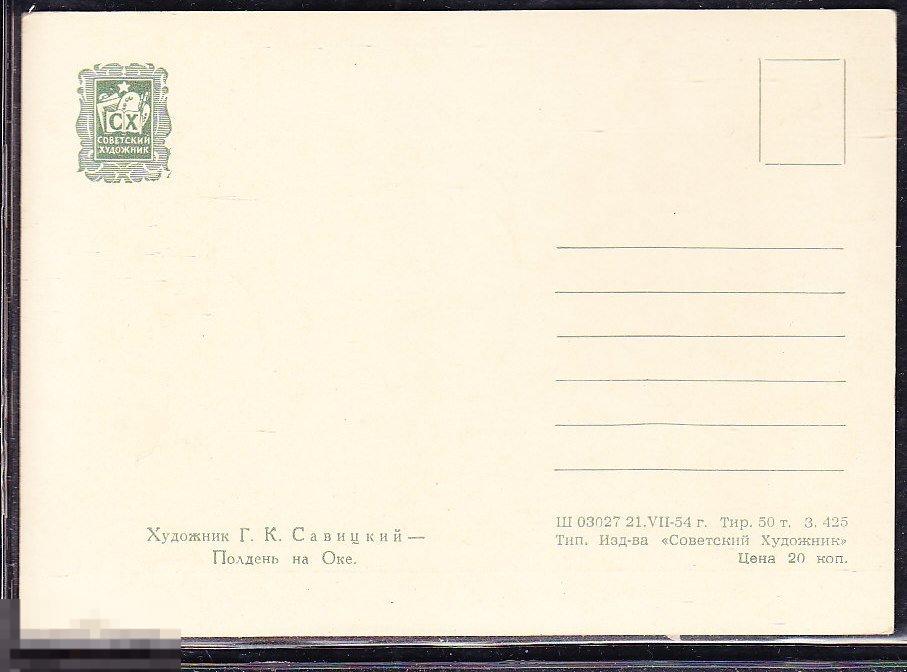 СХ
СОВЕТСКИЙ
ХУДОЖНИК
Художник Г. К. Савицкий —
Полдень на Оке.
Ш 03027 21.VII-54 г. Тир. 50 т. З. 425
Тип. Изд-ва «Советский Художник»
Цена 20 коп.